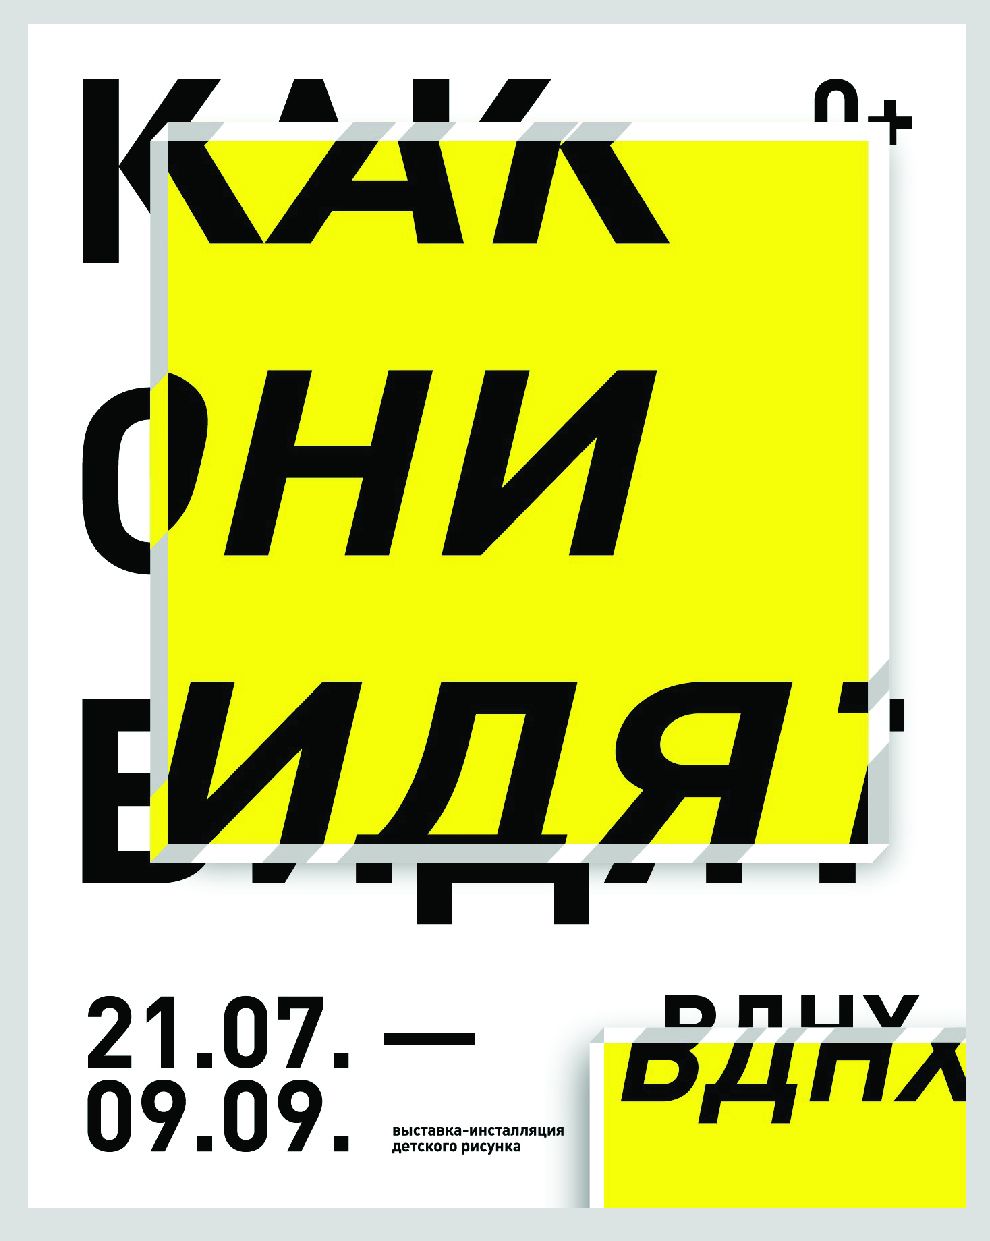 КАК
0+
ОНИ
ВИДЯТ
21.07. —
09.09.
ВДНХ
выставка-инсталляция
детского рисунка